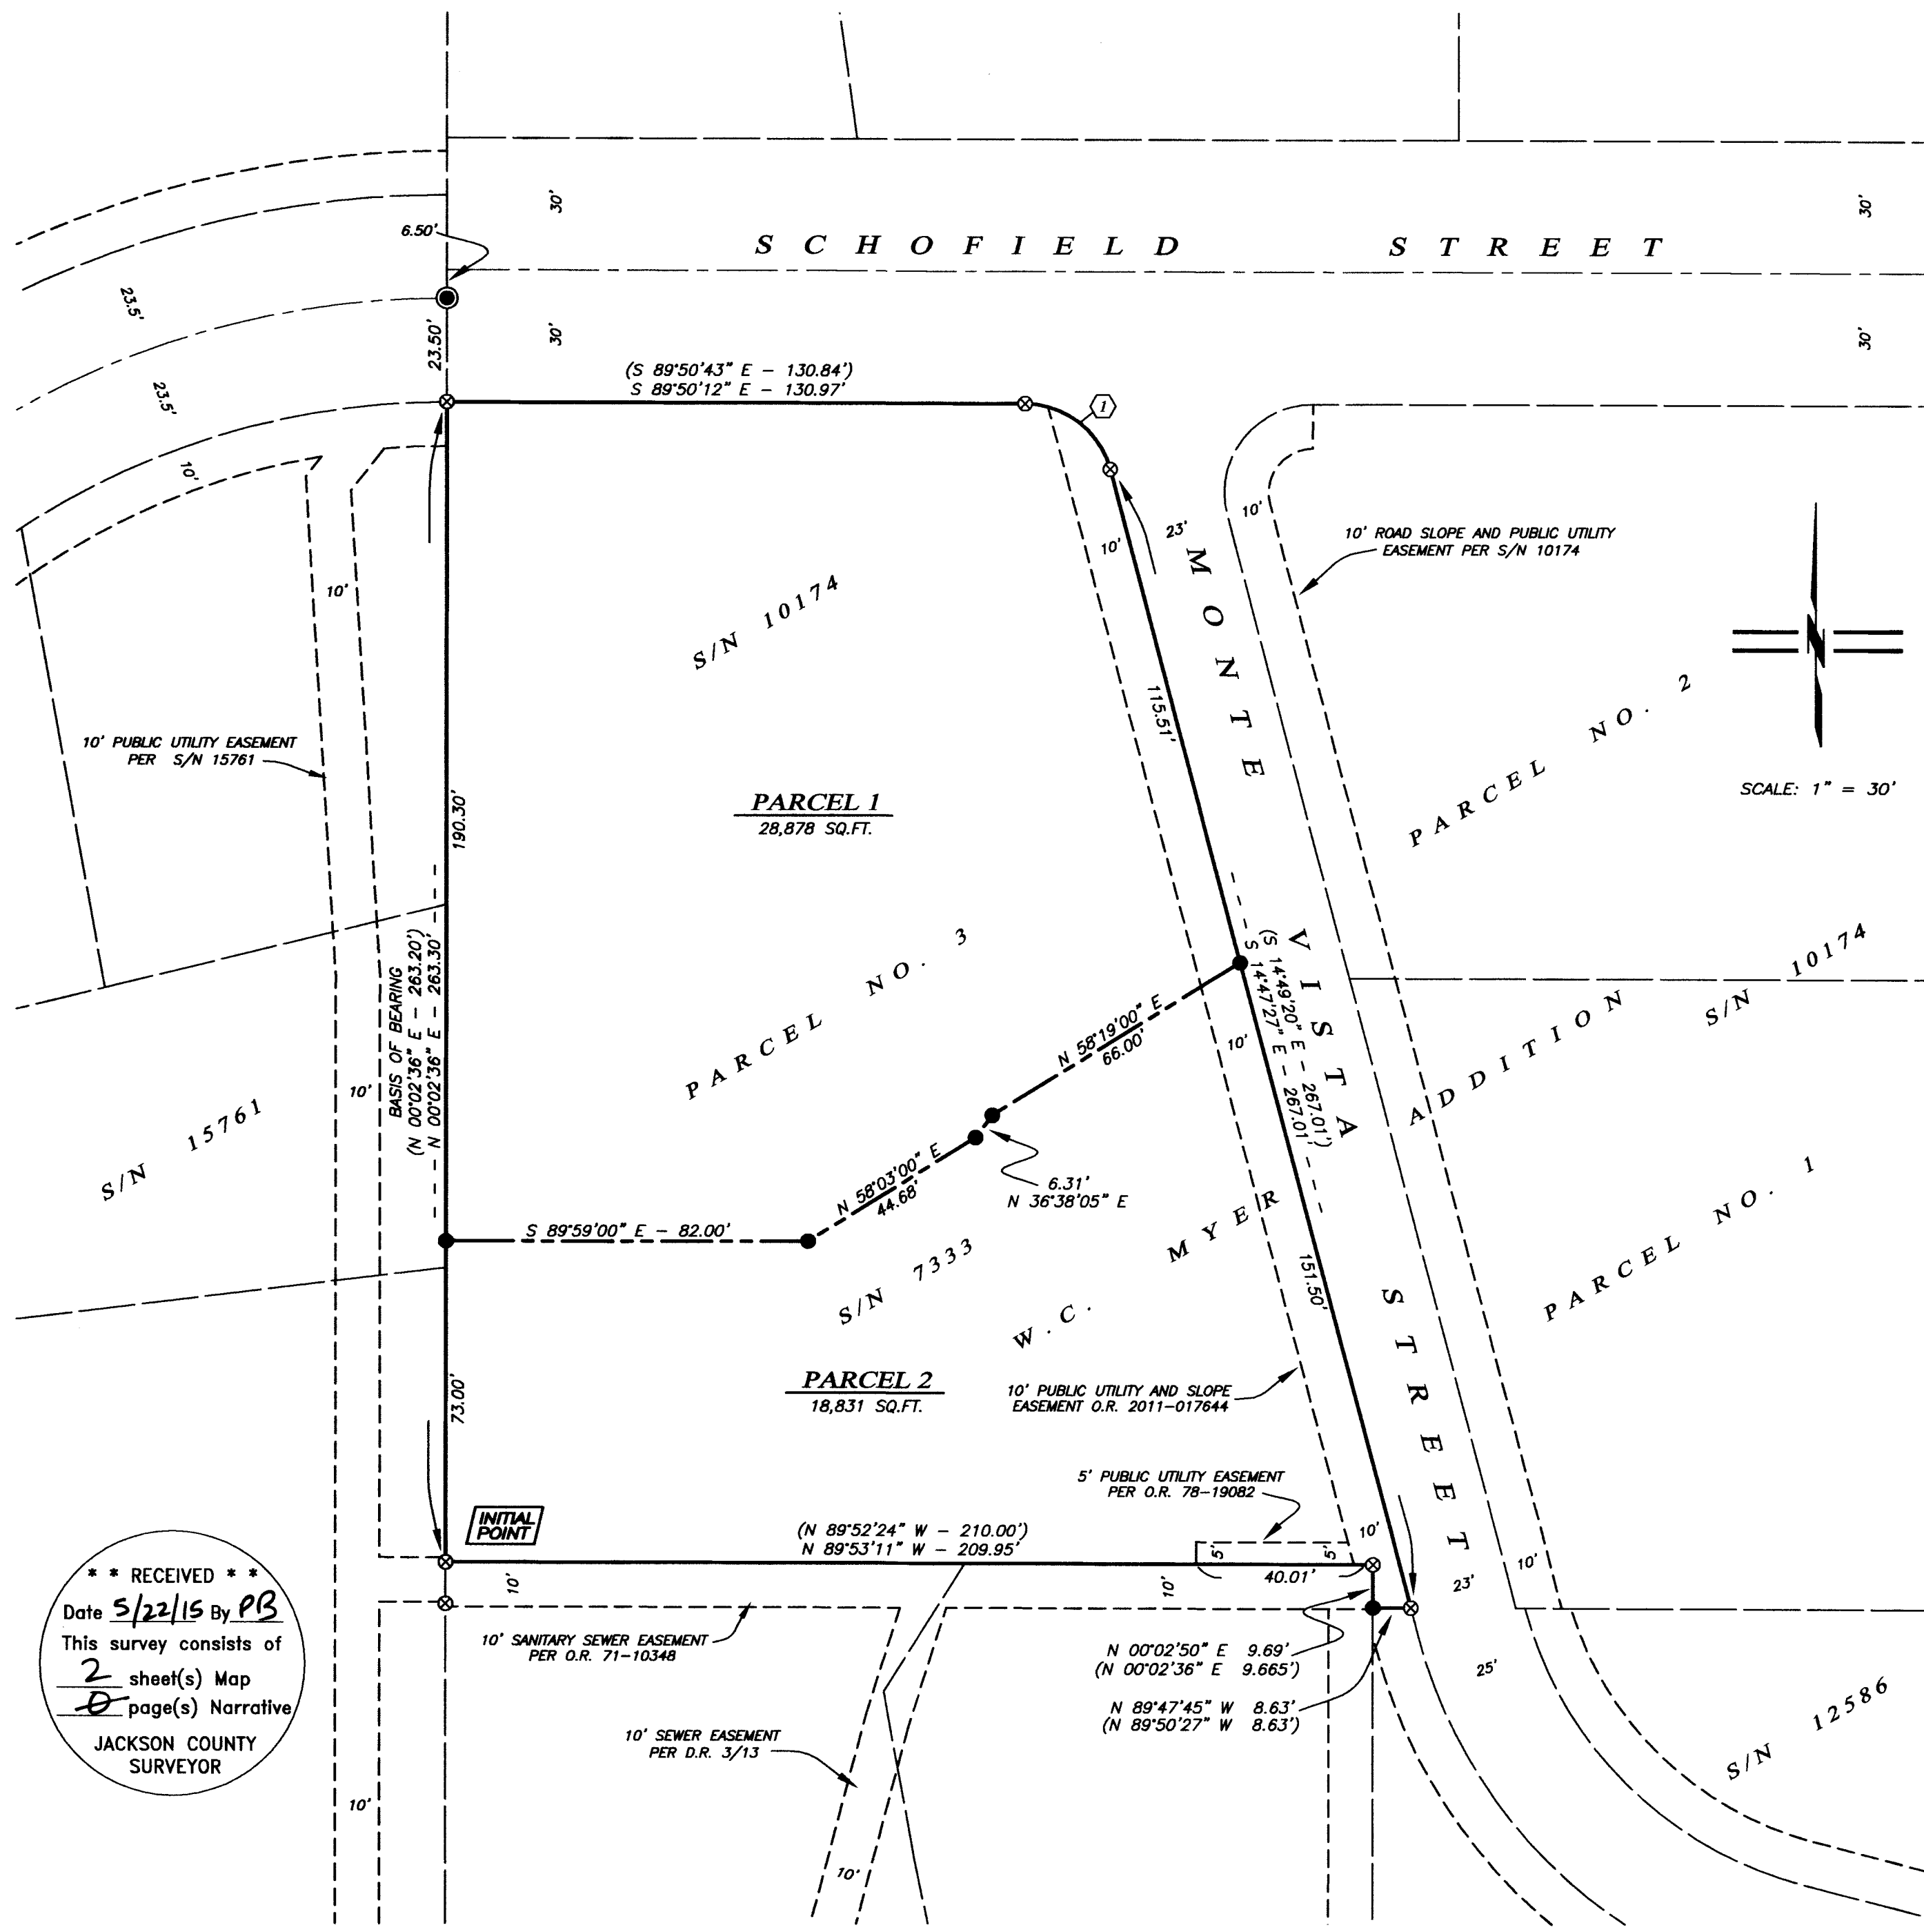 30'
30'
6.50'
SCHOFIELD STREET
23.5'
23.50'
30'
30'
(S 89°50'43" E - 130.84')
S 89°50'12" E - 130.97'
23.5'
1
10'
10'
23'
10'
10'
10' ROAD SLOPE AND PUBLIC UTILITY
EASEMENT PER S/N 10174
S/N 10174
MONTE VISTA STREET
115.51'
PARCEL NO. 2
SCALE: 1" = 30'
N
10' PUBLIC UTILITY EASEMENT
PER S/N 15761
190.30'
PARCEL 1
28,878 SQ.FT.
BASIS OF BEARING
(N 00°02'36" E - 263.20')
N 00°02'36" E - 263.30'
PARCEL NO. 3
(S 14°49'20" E - 267.01')
S 14°47'27" E - 267.01'
10'
10'
N 58°19'00" E
66.00'
S/N 10174
W.C. MYER ADDITION
S/N 15761
N 58°03'00" E
44.68'
6.31'
N 36°38'05" E
S 89°59'00" E - 82.00'
S/N 7333
PARCEL NO. 1
151.50'
73.00'
PARCEL 2
18,831 SQ.FT.
10' PUBLIC UTILITY AND SLOPE
EASEMENT O.R. 2011-017644
5' PUBLIC UTILITY EASEMENT
PER O.R. 78-19082
INITIAL
POINT
(N 89°52'24" W - 210.00')
N 89°53'11" W - 209.95'
10'
5'
5'
40.01'
10'
10'
23'
10'
* * RECEIVED * *
Date 5/22/15 By PB
This survey consists of
2 sheet(s) Map
0 page(s) Narrative
JACKSON COUNTY
SURVEYOR
10' SANITARY SEWER EASEMENT
PER O.R. 71-10348
N 00°02'50" E 9.69'
(N 00°02'36" E 9.665')
N 89°47'45" W 8.63'
(N 89°50'27" W 8.63')
25'
S/N 12586
10' SEWER EASEMENT
PER D.R. 3/13
10'
10'